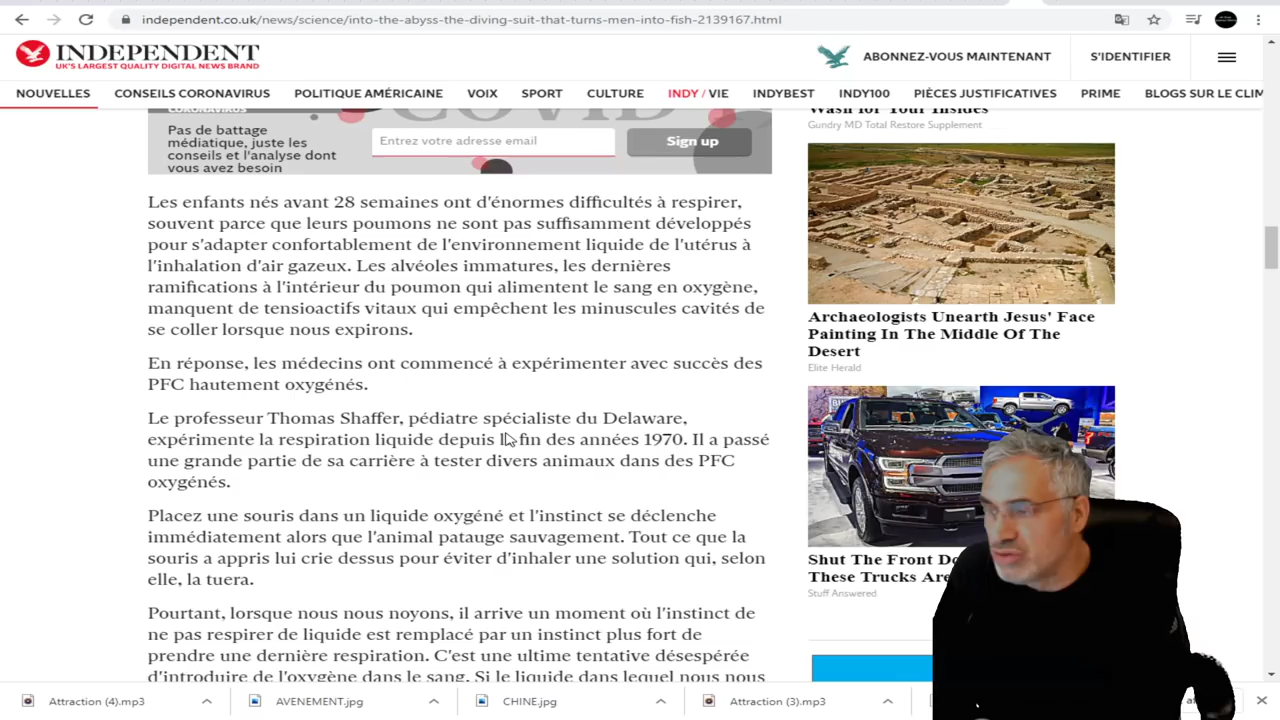 independent.co.uk/news/science/into-the-abyss-the-diving-suit-that-turns-men-into-fish-2139167.html
INDEPENDENT
UK'S LARGEST QUALITY DIGITAL NEWS BRAND
ABONNEZ-VOUS MAINTENANT
S'IDENTIFIER
NOUVELLES
CONSEILS CORONAVIRUS
POLITIQUE AMÉRICAINE
VOIX
SPORT
CULTURE
INDY / VIE
INDYBEST
INDY100
PIÈCES JUSTIFICATIVES
PRIME
BLOGS SUR LE CLIM
CORONAVIRUS
COVID
Pas de battage
médiatique, juste les
conseils et l'analyse dont
vous avez besoin
Entrez votre adresse email
Sign up
Les enfants nés avant 28 semaines ont d'énormes difficultés à respirer,
souvent parce que leurs poumons ne sont pas suffisamment développés
pour s'adapter confortablement de l'environnement liquide de l'utérus à
l'inhalation d'air gazeux. Les alvéoles immatures, les dernières
ramifications à l'intérieur du poumon qui alimentent le sang en oxygène,
manquent de tensioactifs vitaux qui empêchent les minuscules cavités de
se coller lorsque nous expirons.
En réponse, les médecins ont commencé à expérimenter avec succès des
PFC hautement oxygénés.
Le professeur Thomas Shaffer, pédiatre spécialiste du Delaware,
expérimente la respiration liquide depuis la fin des années 1970. Il a passé
une grande partie de sa carrière à tester divers animaux dans des PFC
oxygénés.
Placez une souris dans un liquide oxygéné et l'instinct se déclenche
immédiatement alors que l'animal patauge sauvagement. Tout ce que la
souris a appris lui crie dessus pour éviter d'inhaler une solution qui, selon
elle, la tuera.
Pourtant, lorsque nous nous noyons, il arrive un moment où l'instinct de
ne pas respirer de liquide est remplacé par un instinct plus fort de
prendre une dernière respiration. C'est une ultime tentative désespérée
d'introduire de l'oxygène dans le sang. Si le liquide dans lequel nous nous
Wash for Your Insides
Gundry MD Total Restore Supplement
Archaeologists Unearth Jesus' Face
Painting In The Middle Of The
Desert
Elite Herald
Shut The Front Do
These Trucks Are
Stuff Answered
Attraction (4).mp3
AVENEMENT.jpg
CHINE.jpg
Attraction (3).mp3